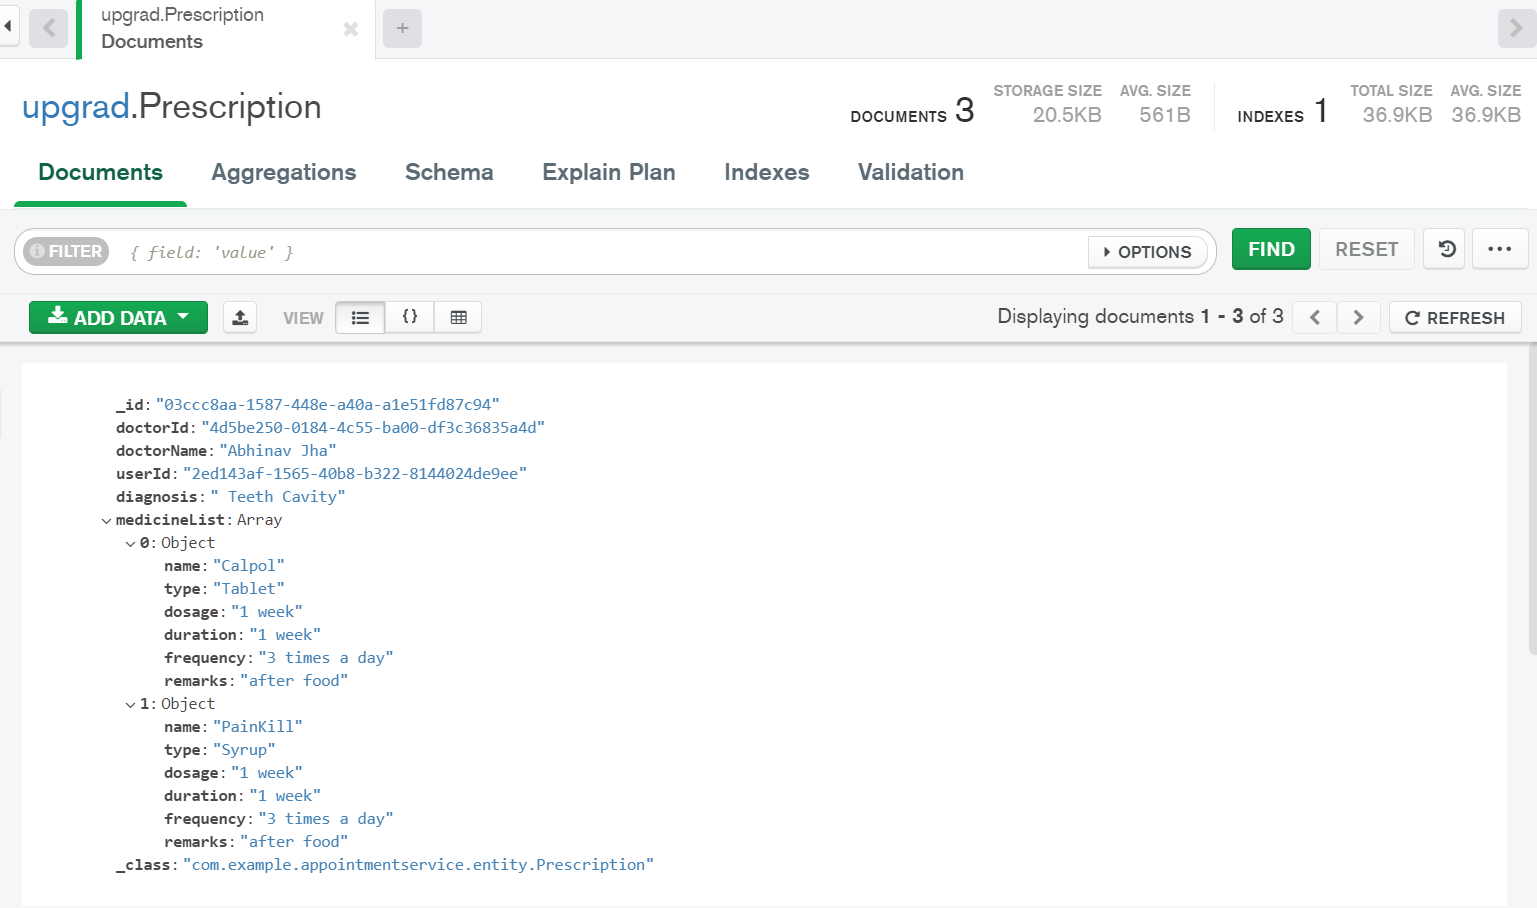 upgrad.Prescription
Documents
upgrad.Prescription
DOCUMENTS 3
STORAGE SIZE
20.5KB
AVG. SIZE
561B
INDEXES 1
TOTAL SIZE
36.9KB
AVG. SIZE
36.9KB
Documents Aggregations Schema Explain Plan Indexes Validation
FILTER { field: 'value' } OPTIONS FIND RESET
ADD DATA VIEW {} Displaying documents 1 - 3 of 3 REFRESH
_id: "03ccc8aa-1587-448e-a40a-a1e51fd87c94"
doctorId: "4d5be250-0184-4c55-ba00-df3c36835a4d"
doctorName: "Abhinav Jha"
userId: "2ed143af-1565-40b8-b322-8144024de9ee"
diagnosis: " Teeth Cavity"
medicineList: Array
0: Object
name: "Calpol"
type: "Tablet"
dosage: "1 week"
duration: "1 week"
frequency: "3 times a day"
remarks: "after food"
1: Object
name: "PainKill"
type: "Syrup"
dosage: "1 week"
duration: "1 week"
frequency: "3 times a day"
remarks: "after food"
_class: "com.example.appointmentservice.entity.Prescription"